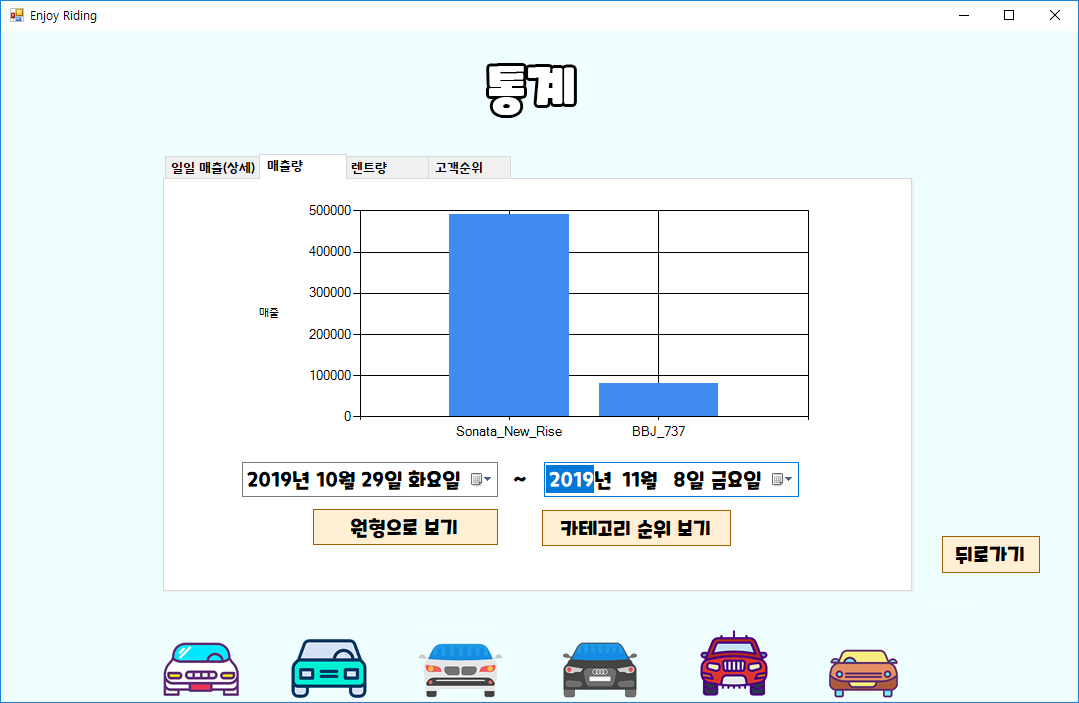 Enjoy Riding
통계
일일 매출(상세) 매출량 렌트량 고객순위
500000
400000
300000
매출
200000
100000
0
Sonata_New_Rise BBJ_737
2019년 10월 29일 화요일 ~ 2019년 11월 8일 금요일
원형으로 보기 카테고리 순위 보기
뒤로가기